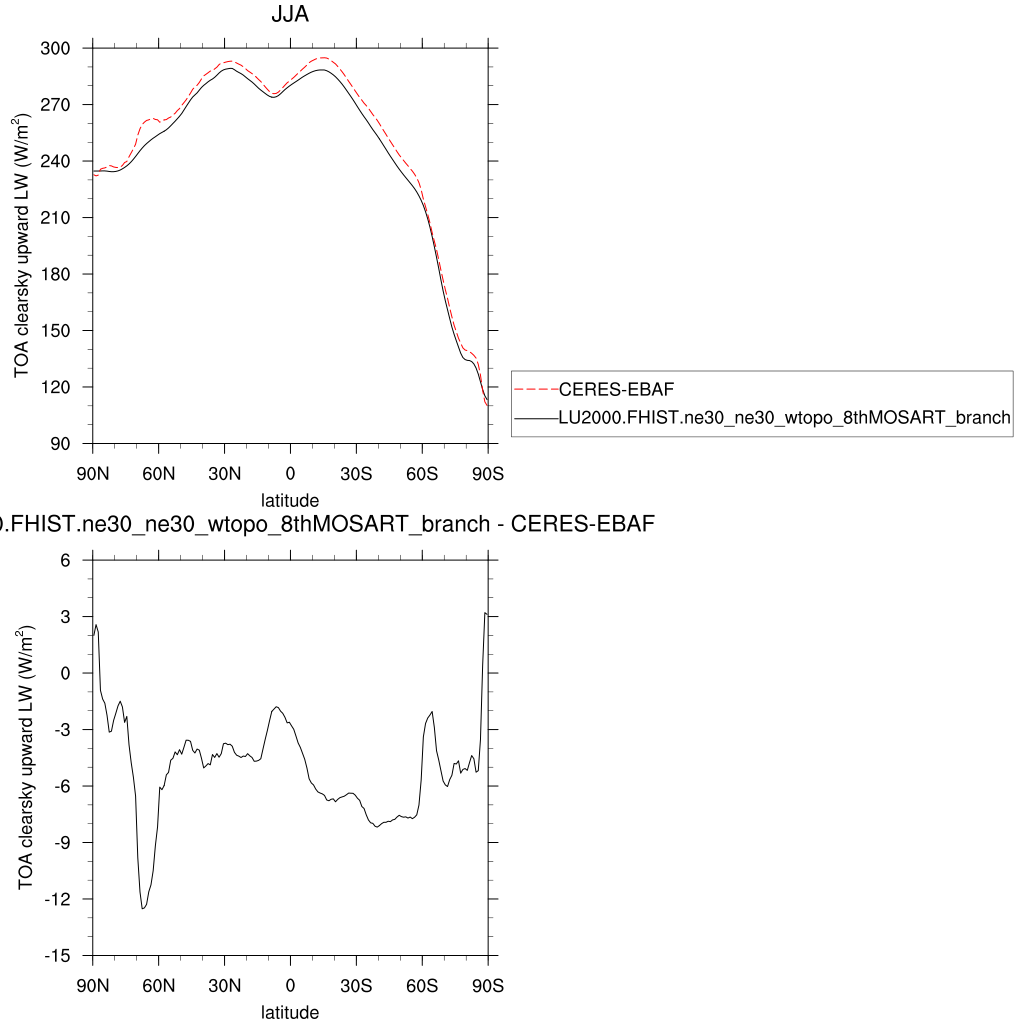 JJA
TOA clearsky upward LW (W/m²)
300
270
240
210
180
150
120
90
90N 60N 30N 0 30S 60S 90S
latitude
CERES-EBAF
LU2000.FHIST.ne30_ne30_wtopo_8thMOSART_branch
0.FHIST.ne30_ne30_wtopo_8thMOSART_branch - CERES-EBAF
TOA clearsky upward LW (W/m²)
6
3
0
-3
-6
-9
-12
-15
90N 60N 30N 0 30S 60S 90S
latitude